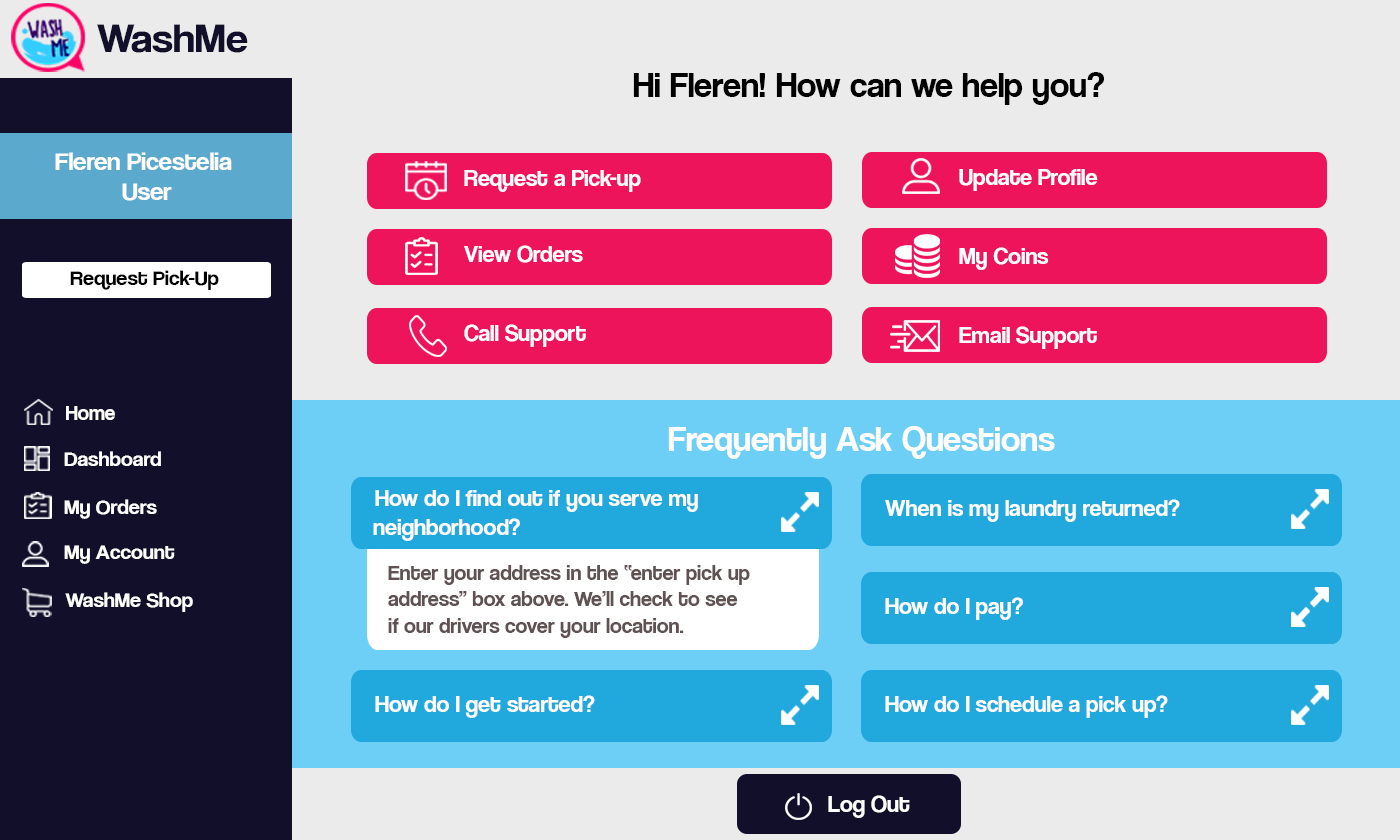 WASH
ME
WashMe
Fleren Picestelia
User
Request Pick-Up
Home
Dashboard
My Orders
My Account
WashMe Shop
Hi Fleren! How can we help you?
Request a Pick-up
Update Profile
View Orders
My Coins
Call Support
Email Support
Frequently Ask Questions
How do I find out if you serve my
neighborhood?
Enter your address in the “enter pick up
address” box above. We’ll check to see
if our drivers cover your location.
When is my laundry returned?
How do I pay?
How do I get started?
How do I schedule a pick up?
Log Out